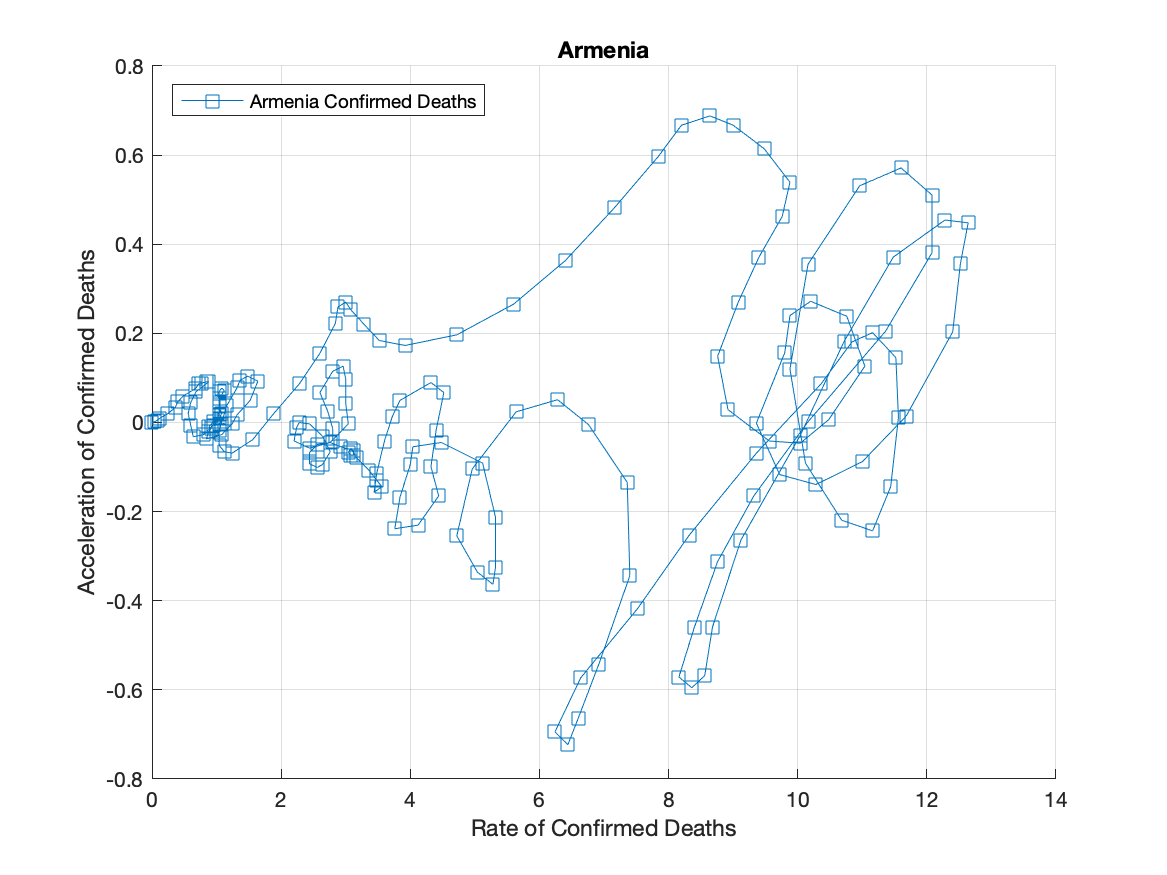 Armenia
Armenia Confirmed Deaths
Acceleration of Confirmed Deaths
0.8
0.6
0.4
0.2
0
-0.2
-0.4
-0.6
-0.8
0 2 4 6 8 10 12 14
Rate of Confirmed Deaths